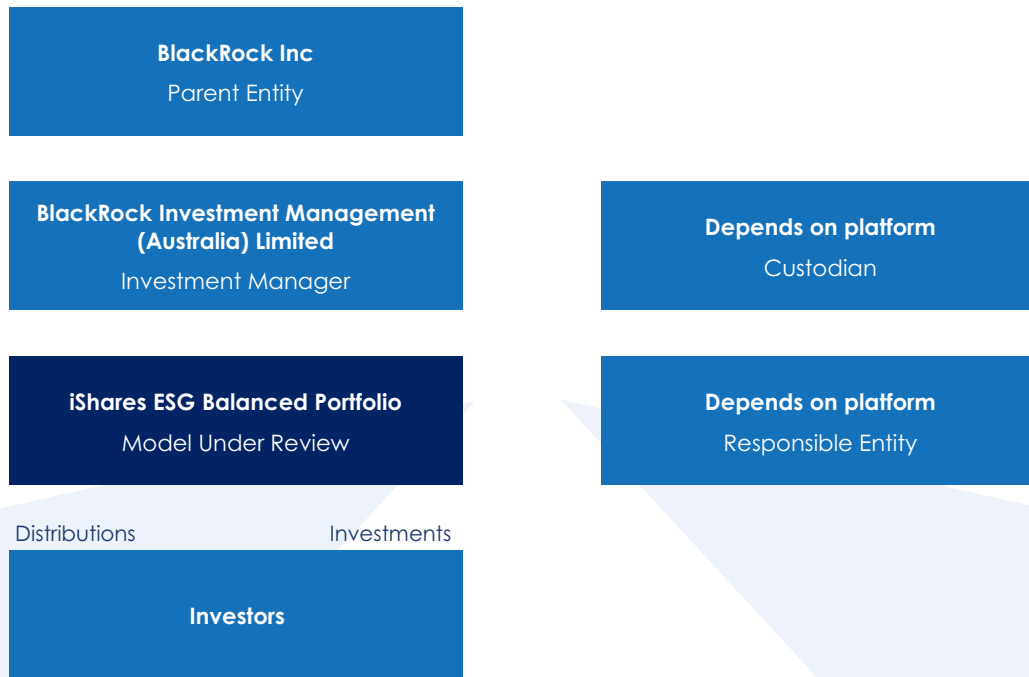 BlackRock Inc
Parent Entity
BlackRock Investment Management
(Australia) Limited
Investment Manager
Depends on platform
Custodian
iShares ESG Balanced Portfolio
Model Under Review
Depends on platform
Responsible Entity
Distributions
Investments
Investors